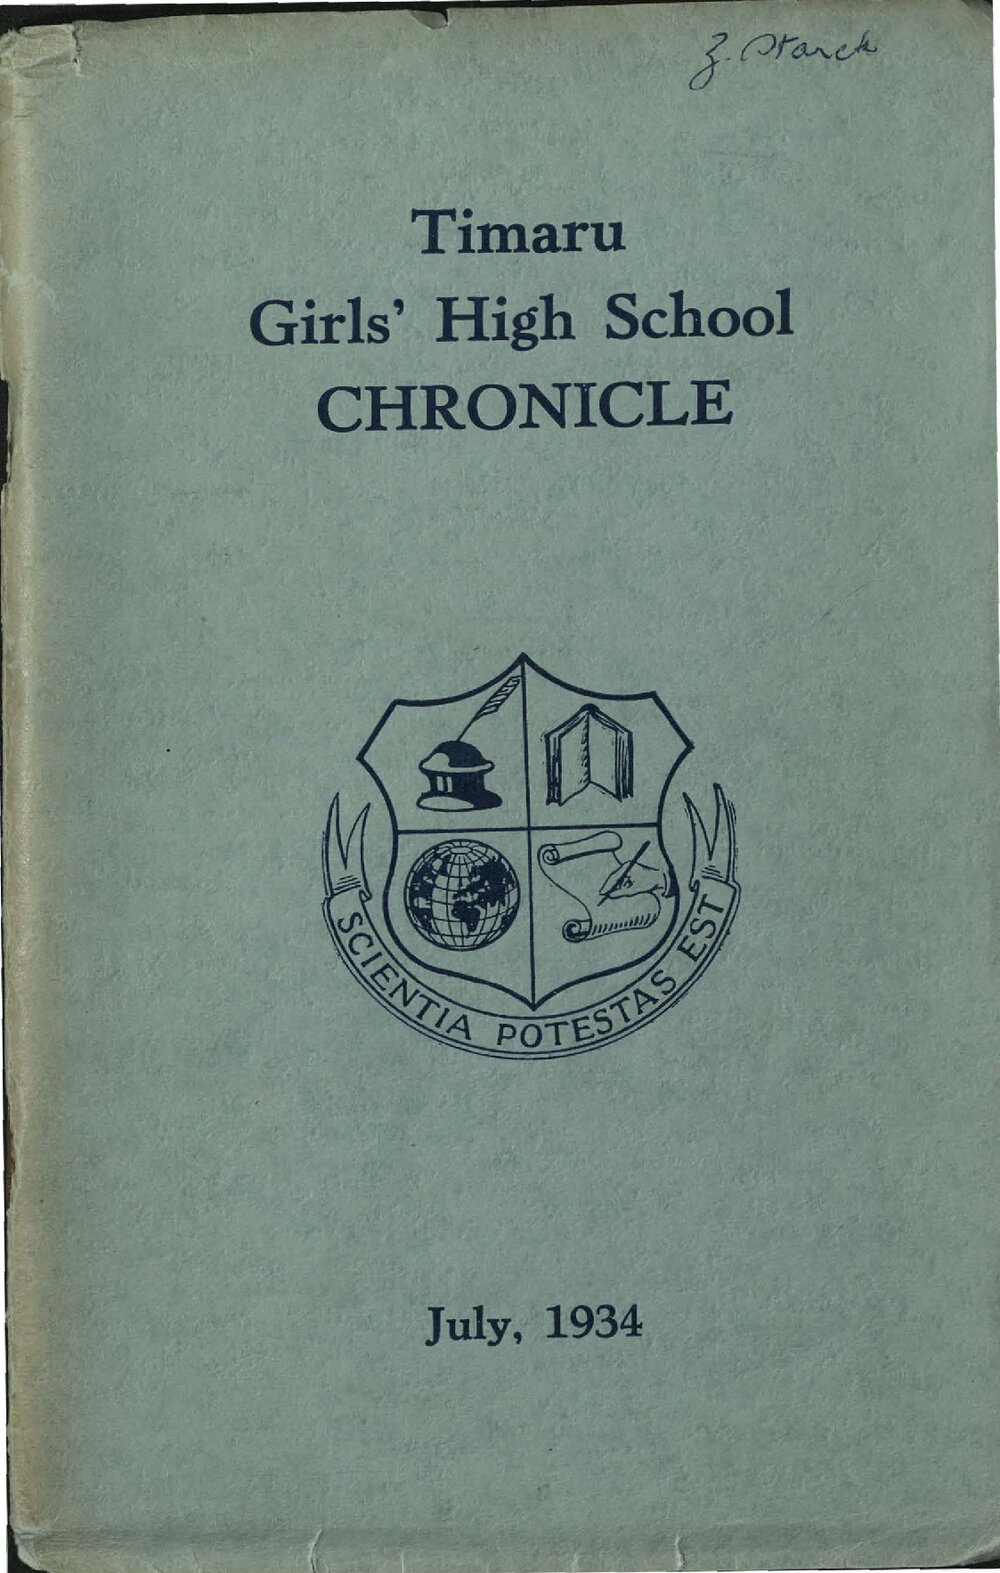 Z. Starck
Timaru
Girls' High School
CHRONICLE
SCIENTIA POTESTAS EST
July, 1934